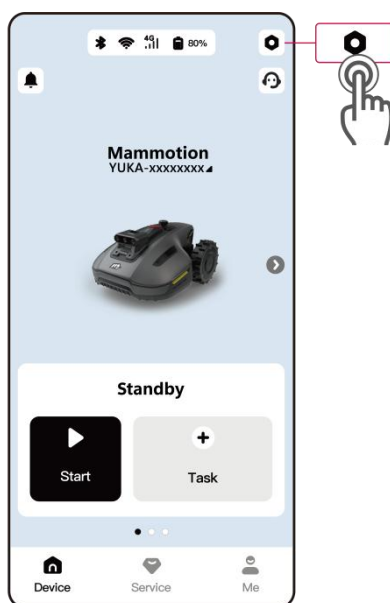 4G
80%
Mammotion
YUKA-xxxxxxxx
Standby
Start
Task
Device
Service
Me